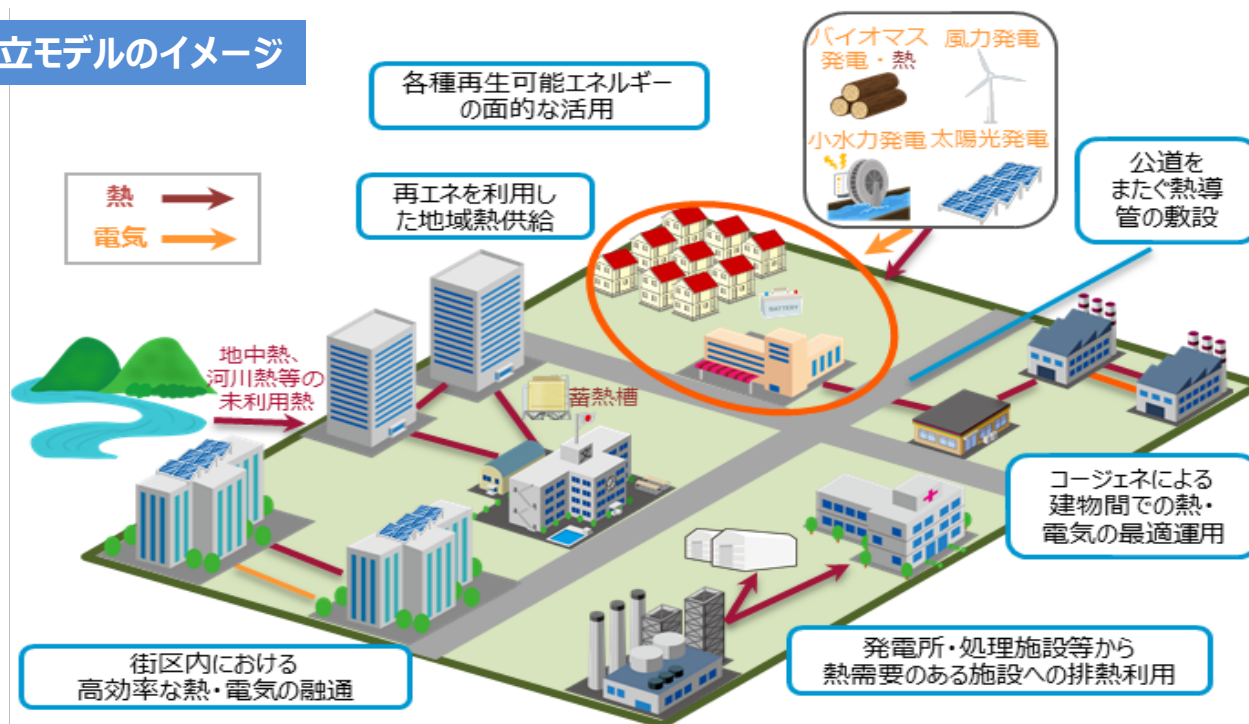 立モデルのイメージ
各種再生可能エネルギー
の面的な活用
バイオマス
発電・熱
風力発電
小水力発電
太陽光発電
公道を
またぐ熱導
管の敷設
熱
電気
再エネを利用し
た地域熱供給
BATTERY
地中熱、
河川熱等の
未利用熱
蓄熱槽
コージェネによる
建物間での熱・
電気の最適運用
街区内における
高効率な熱・電気の融通
発電所・処理施設等から
熱需要のある施設への排熱利用